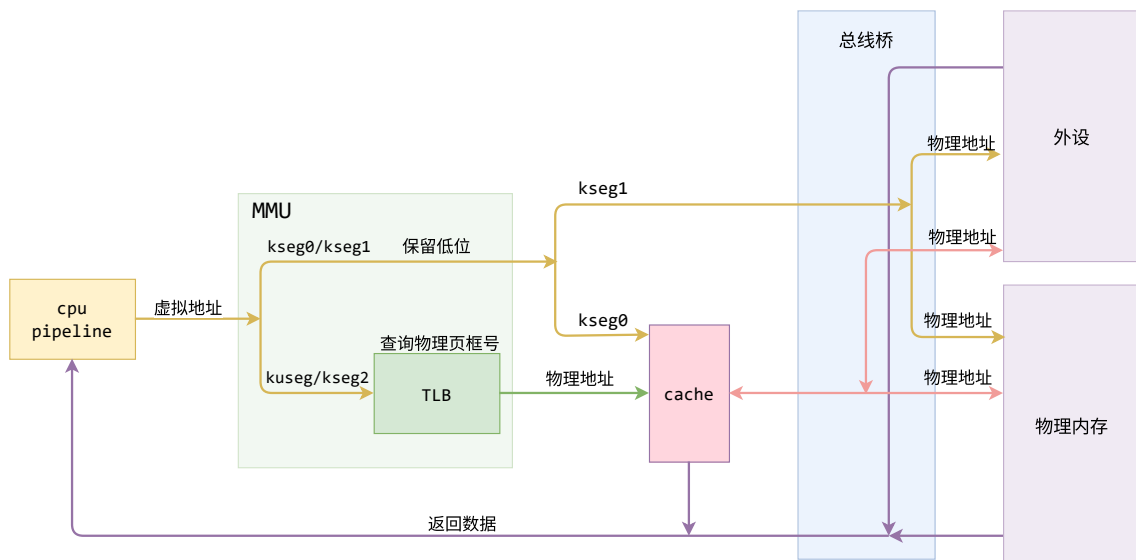 总线桥
外设
物理地址
kseg1
MMU
kseg0/kseg1
保留低位
物理地址
cpu
pipeline
虚拟地址
kseg0
物理地址
查询物理页框号
kuseg/kseg2
TLB
物理地址
cache
物理地址
物理内存
返回数据